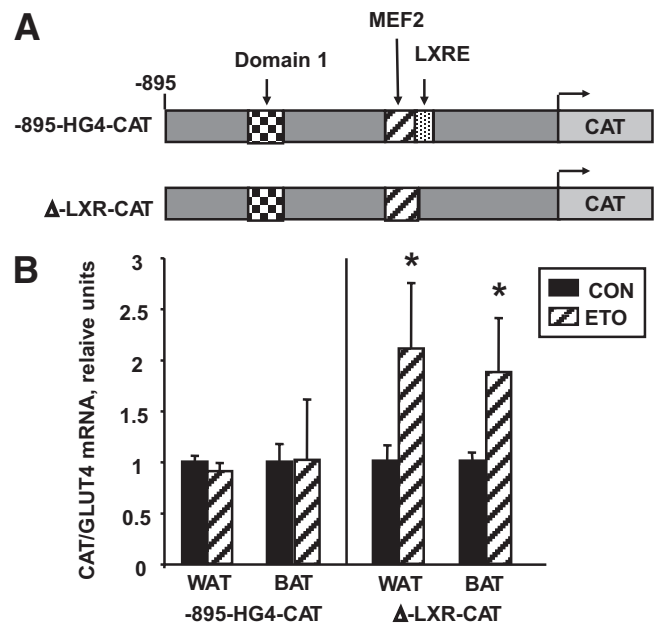 A
MEF2
Domain 1
LXRE
-895
-895-HG4-CAT
CAT
Δ-LXR-CAT
CAT
B
CAT/GLUT4 mRNA, relaive units
3
2.5
2
1.5
1
0.5
0
*
*
CON
ETO
WAT BAT WAT BAT
-895-HG4-CAT Δ-LXR-CAT